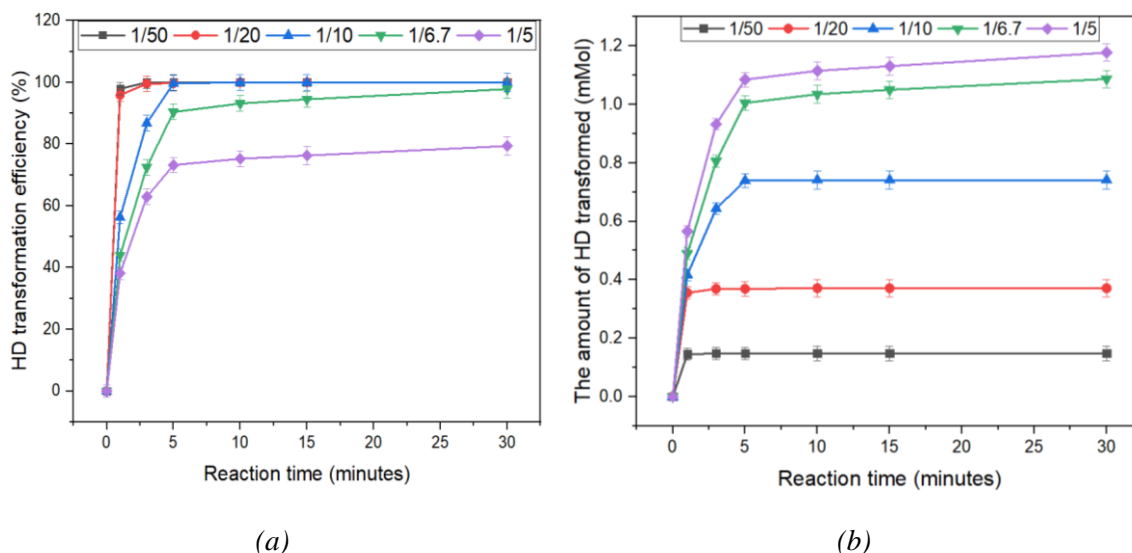 1/50 1/20 1/10 1/6.7 1/5
120
100
80
60
40
20
0
HD transformation efficiency (%)
0 5 10 15 20 25 30
Reaction time (minutes)
(a)
1/50 1/20 1/10 1/6.7 1/5
1.2
1.0
0.8
0.6
0.4
0.2
0.0
The amount of HD transformed (mMol)
0 5 10 15 20 25 30
Reaction time (minutes)
(b)